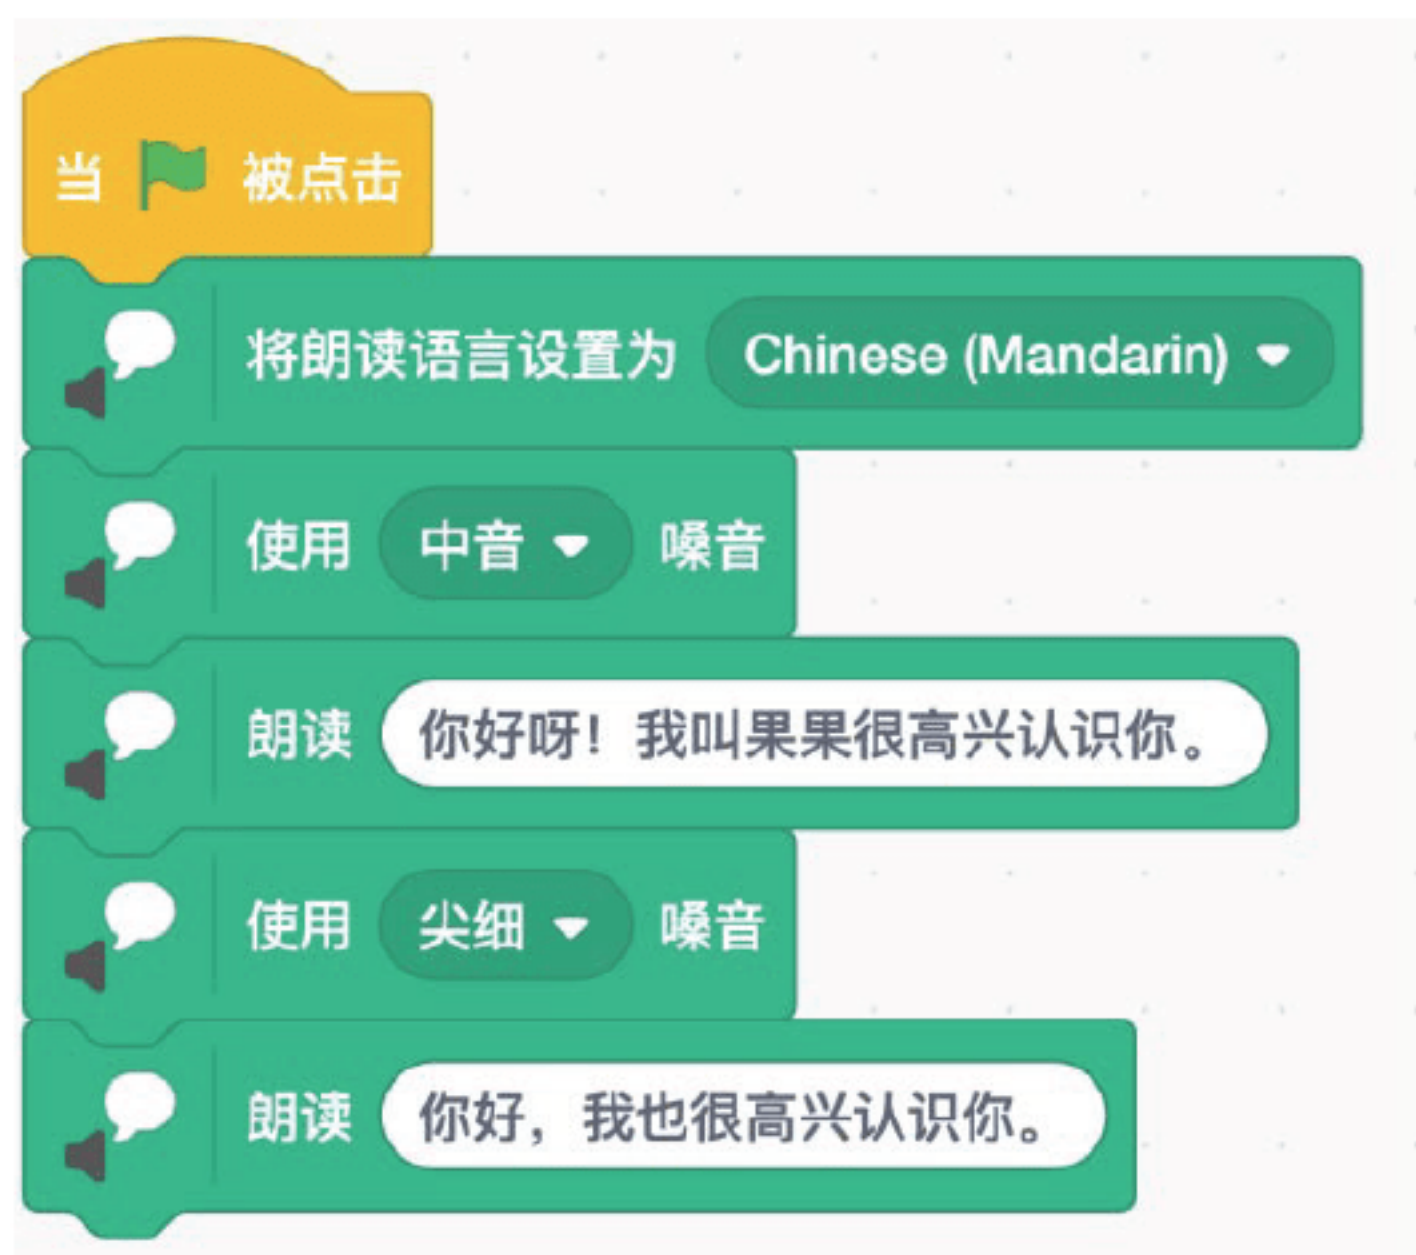 当 被点击
将朗读语言设置为 Chinese (Mandarin)
使用 中音 嗓音
朗读 你好呀！我叫果果很高兴认识你。
使用 尖细 嗓音
朗读 你好，我也很高兴认识你。